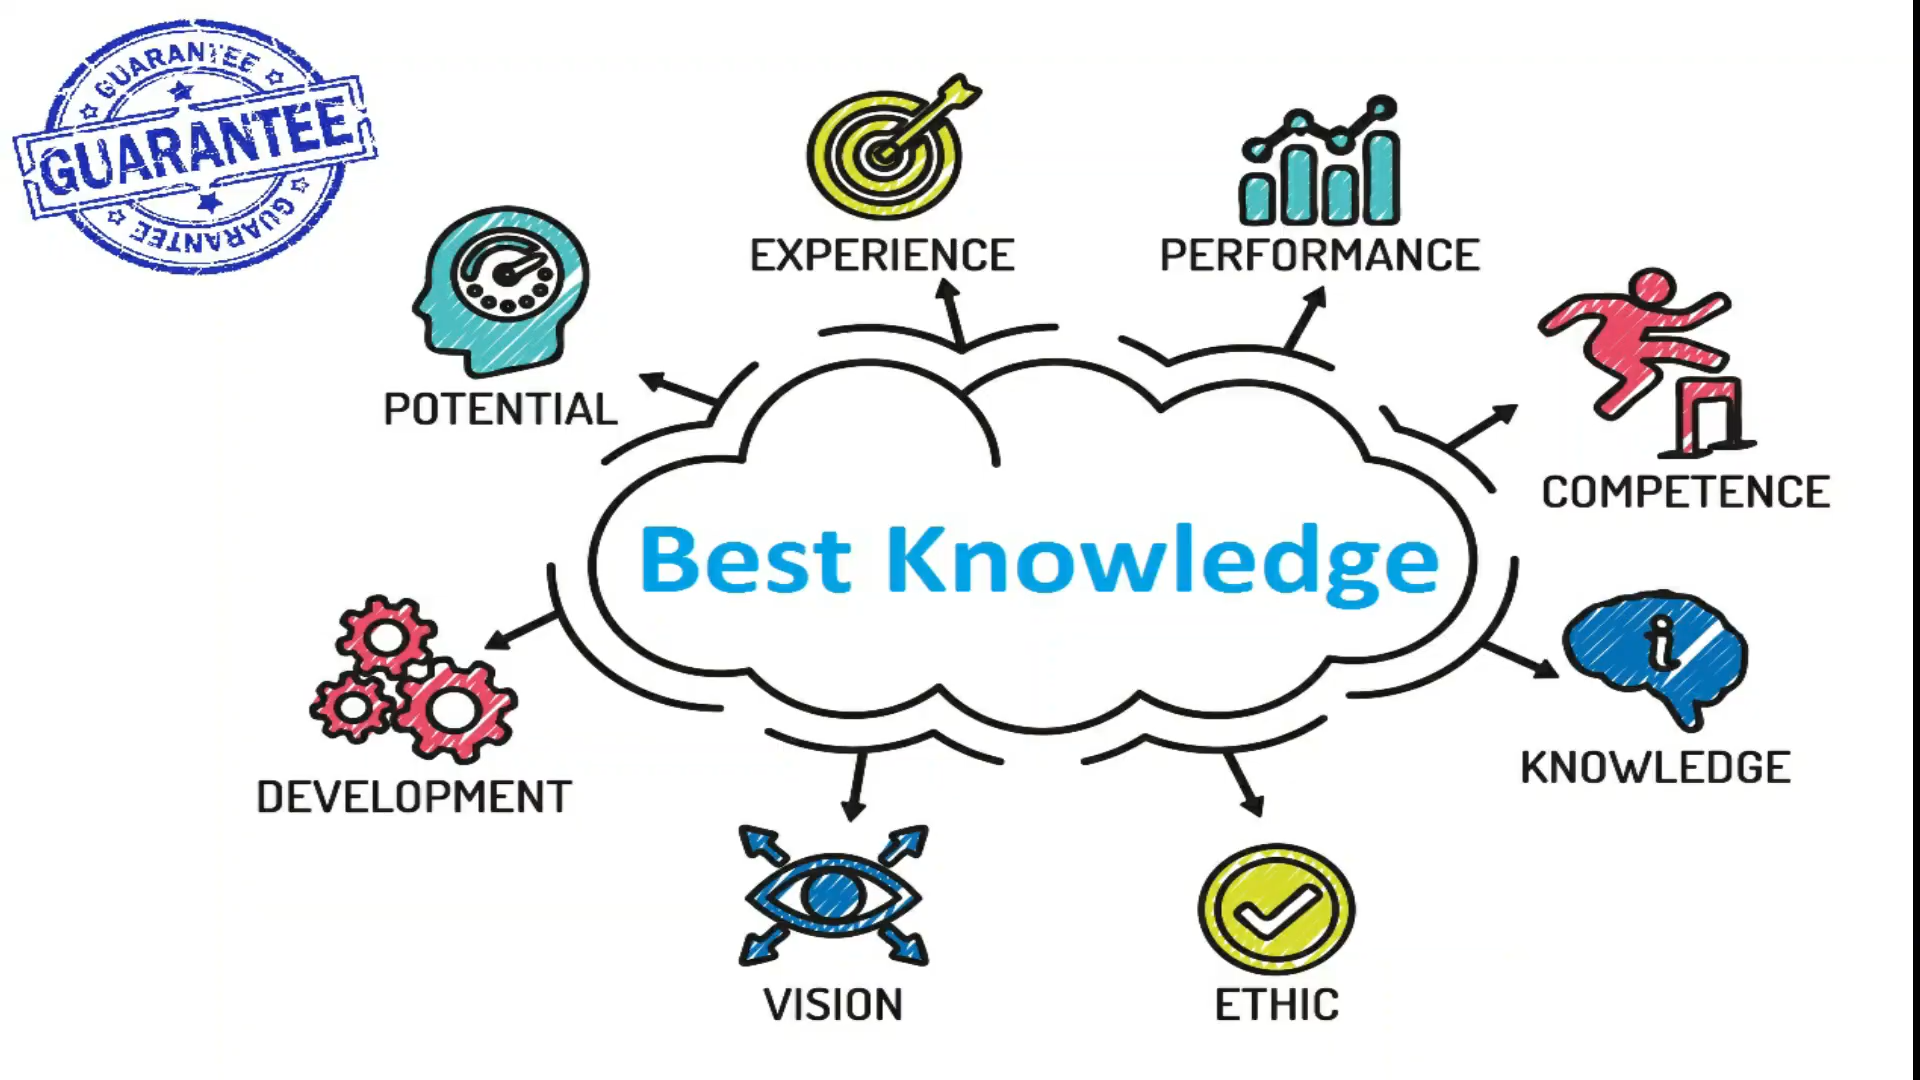 GUARANTEE
GUARANTEE
GUARANTEE
EXPERIENCE
PERFORMANCE
POTENTIAL
COMPETENCE
Best Knowledge
i
KNOWLEDGE
DEVELOPMENT
VISION
ETHIC